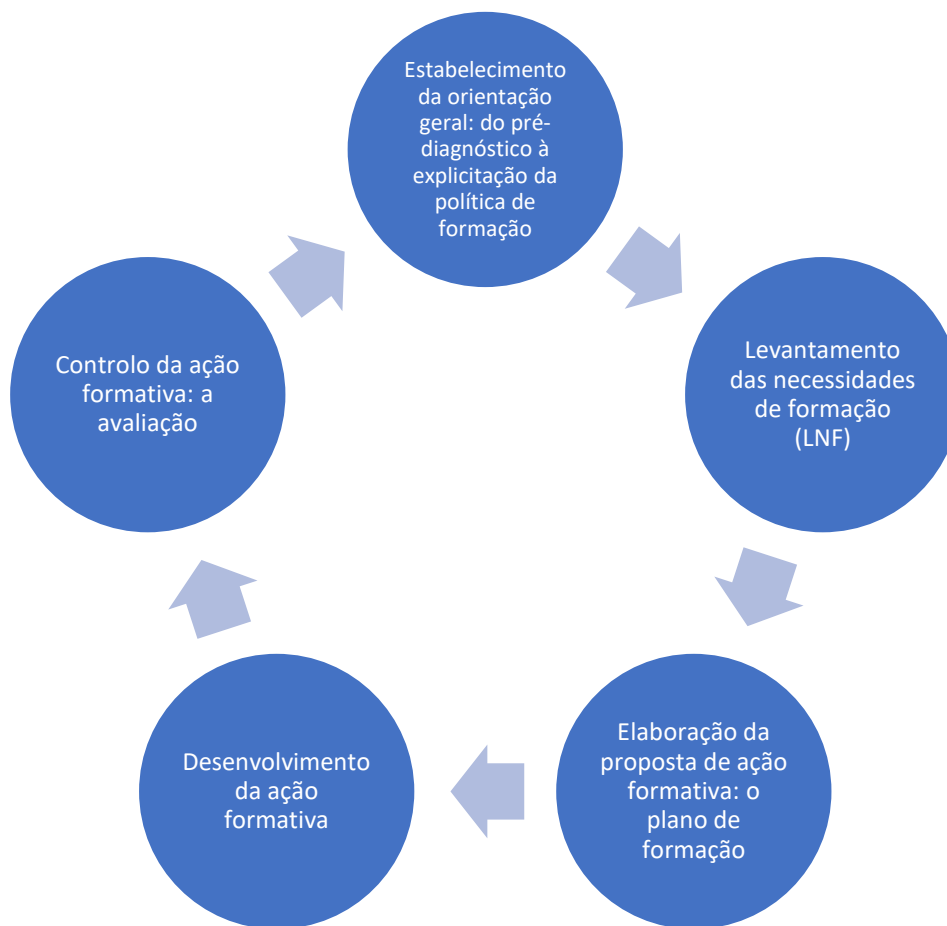 Estabelecimento
da orientação
geral: do pré-
diagnóstico à
explicitação da
política de
formação
Levantamento
das necessidades
de formação
(LNF)
Elaboração da
proposta de ação
formativa: o
plano de
formação
Desenvolvimento
da ação
formativa
Controlo da ação
formativa: a
avaliação